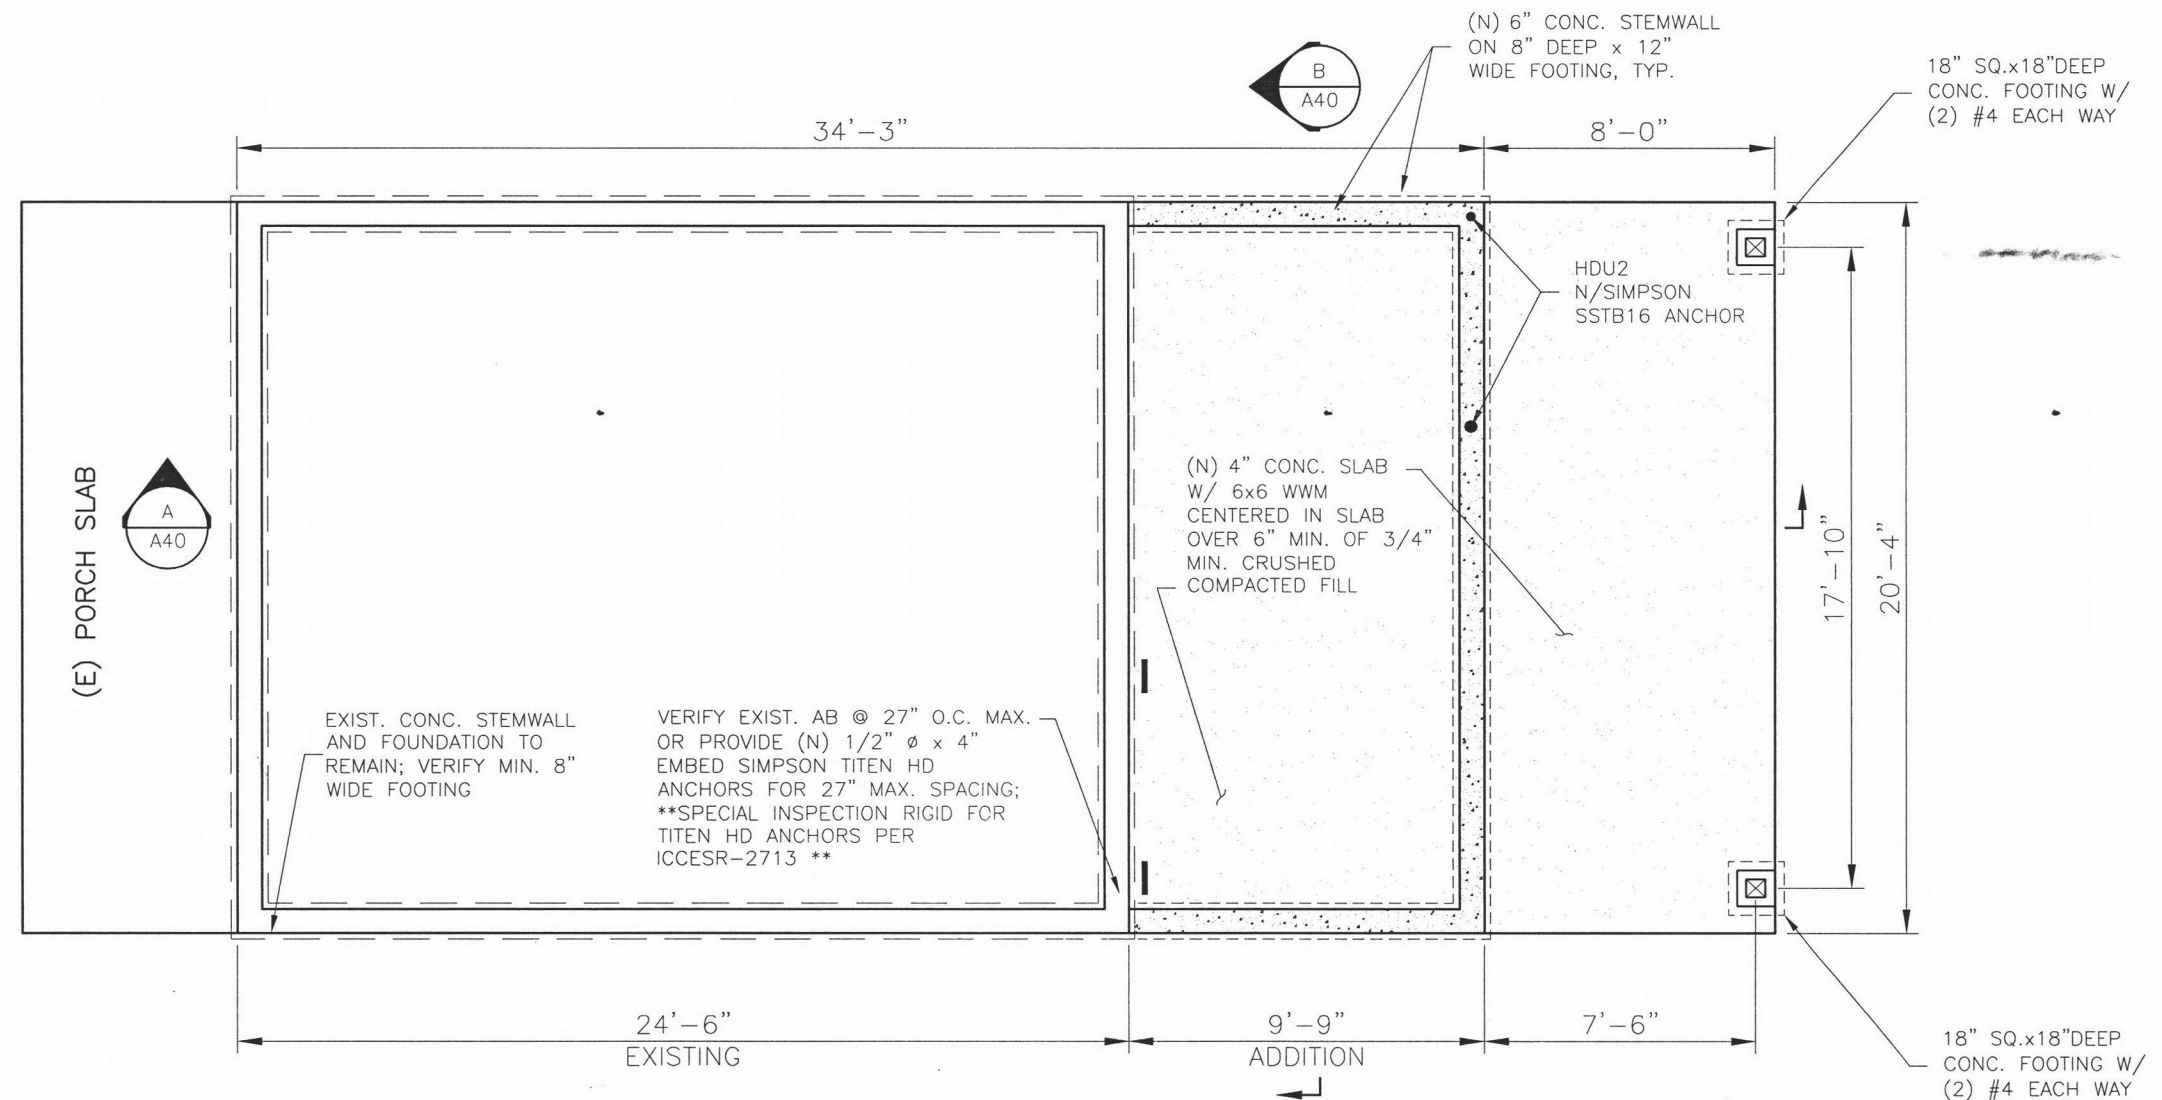 (N) 6" CONC. STEMWALL
ON 8" DEEP x 12"
WIDE FOOTING, TYP.
18" SQ.x18"DEEP
CONC. FOOTING W/
(2) #4 EACH WAY
B
A40
34'-3"
8'-0"
HDU2
N/SIMPSON
SSTB16 ANCHOR
(N) 4" CONC. SLAB
W/ 6x6 WWM
CENTERED IN SLAB
OVER 6" MIN. OF 3/4"
MIN. CRUSHED
COMPACTED FILL
(E) PORCH SLAB
A
A40
17'-10"
20'-4"
EXIST. CONC. STEMWALL
AND FOUNDATION TO
REMAIN; VERIFY MIN. 8"
WIDE FOOTING
VERIFY EXIST. AB @ 27" O.C. MAX.
OR PROVIDE (N) 1/2" ø x 4"
EMBED SIMPSON TITEN HD
ANCHORS FOR 27" MAX. SPACING;
**SPECIAL INSPECTION RIGID FOR
TITEN HD ANCHORS PER
ICCESR-2713 **
24'-6"
EXISTING
9'-9"
ADDITION
7'-6"
18" SQ.x18"DEEP
CONC. FOOTING W/
(2) #4 EACH WAY